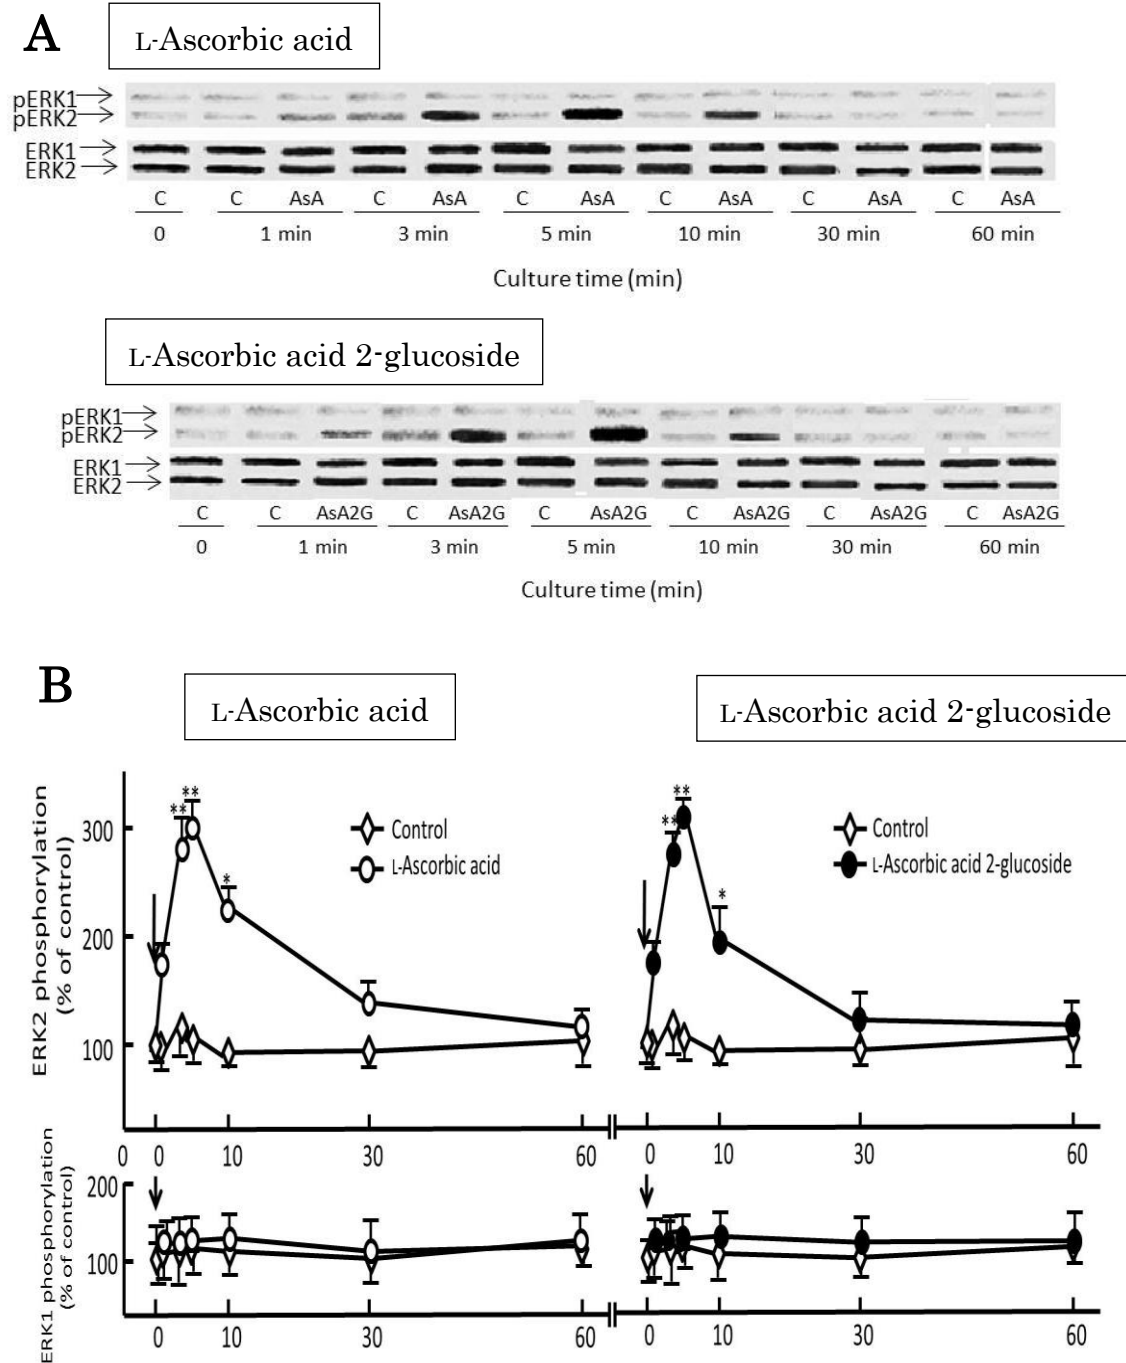 A
L-Ascorbic acid
pERK1
pERK2
ERK1
ERK2
C C AsA C AsA C AsA C AsA C AsA C AsA
0 1 min 3 min 5 min 10 min 30 min 60 min
Culture time (min)
L-Ascorbic acid 2-glucoside
pERK1
pERK2
ERK1
ERK2
C C AsA2G C AsA2G C AsA2G C AsA2G C AsA2G C AsA2G
0 1 min 3 min 5 min 10 min 30 min 60 min
Culture time (min)
B
L-Ascorbic acid
L-Ascorbic acid 2-glucoside
ERK2 phosphorylation
(% of control)
300
200
100
** **
*
Control
L-Ascorbic acid
** **
*
Control
L-Ascorbic acid 2-glucoside
0 0 10 30 60 0 10 30 60
ERK1 phosphorylation
(% of control)
200
100
0 10 30 60 0 10 30 60